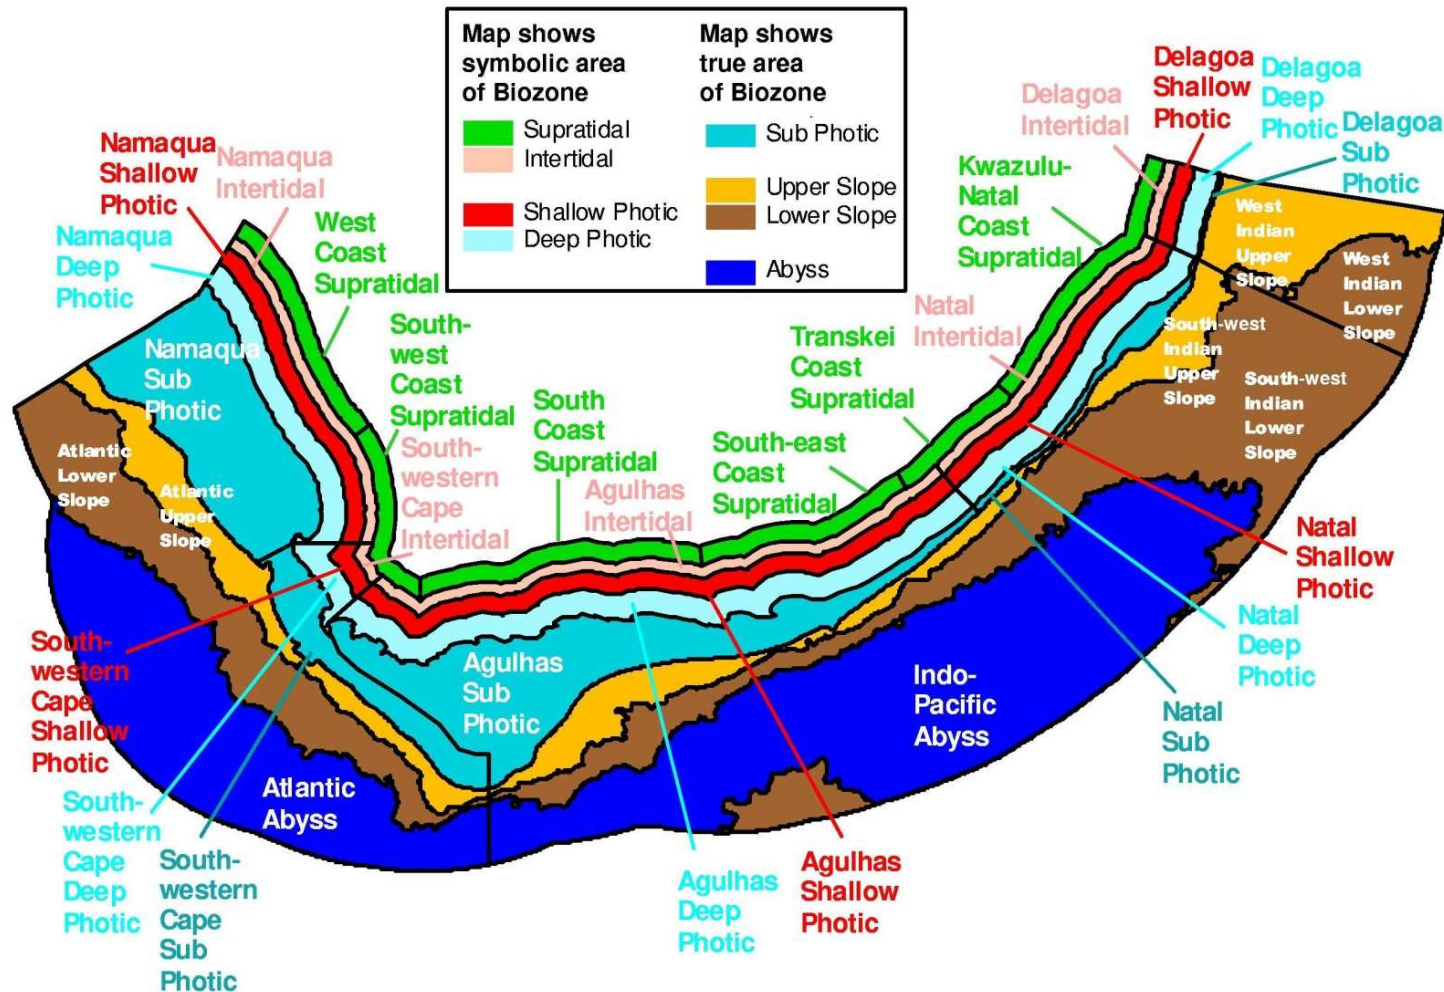 Map shows
symbolic area
of Biozone
Supratidal
Intertidal
Shallow Photic
Deep Photic
Map shows
true area
of Biozone
Sub Photic
Upper Slope
Lower Slope
Abyss
Namaqua
Shallow
Photic
Namaqua
Intertidal
Namaqua
Deep
Photic
West
Coast
Supratidal
South-
west
Coast
Supratidal
Namaqua
Sub
Photic
Atlantic
Lower
Slope
Atlantic
Upper
Slope
South-
western
Cape
Intertidal
South
Coast
Supratidal
Agulhas
Intertidal
South-east
Coast
Supratidal
Transkei
Coast
Supratidal
Natal
Intertidal
Kwazulu-
Natal
Coast
Supratidal
Delagoa
Intertidal
Delagoa
Shallow
Photic
Delagoa
Deep
Photic
Delagoa
Sub
Photic
West
Indian
Upper
Slope
West
Indian
Lower
Slope
South-west
Indian
Upper
Slope
South-west
Indian
Lower
Slope
Natal
Shallow
Photic
Natal
Deep
Photic
Natal
Sub
Photic
Indo-
Pacific
Abyss
Agulhas
Sub
Photic
Agulhas
Shallow
Photic
Agulhas
Deep
Photic
Atlantic
Abyss
South-
western
Cape
Shallow
Photic
South-
western
Cape
Deep
Photic
South-
western
Cape
Sub
Photic